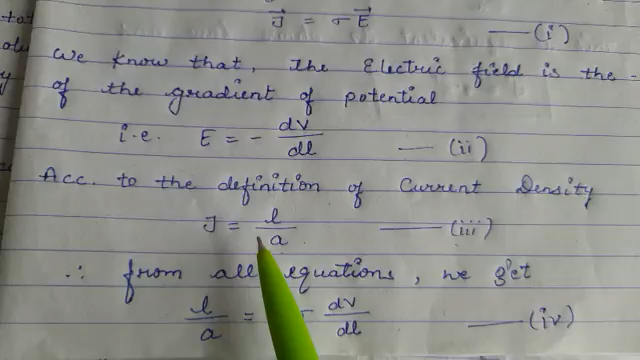 J⃗ = σ E⃗ —— (i)
We know that, the Electric field is the -
of the gradient of potential
i.e. E = - dV/dl —— (ii)
Acc. to the definition of Current Density
J = l/a —— (iii)
∴ from all equations, we get
l/a = - dV/dl —— (iv)